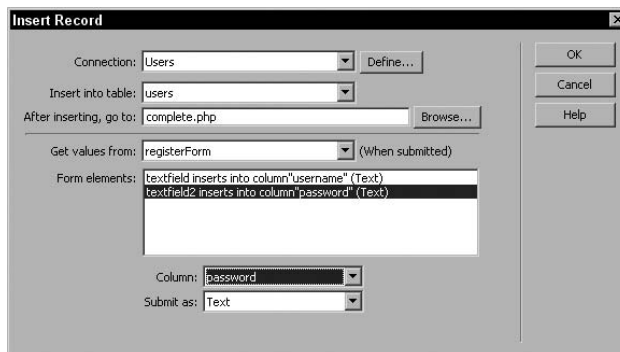 Insert Record
Connection: Users Define... OK
Insert into table: users Cancel
After inserting, go to: complete.php Browse... Help
Get values from: registerForm (When submitted)
Form elements: textfield inserts into column"username" (Text)
textfield2 inserts into column"password" (Text)
Column: password
Submit as: Text